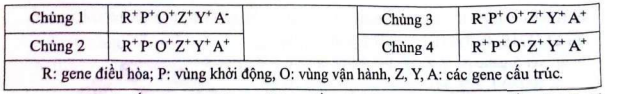 Chủng 1 R⁺P⁺O⁺Z⁺Y⁺A⁻ Chủng 3 R⁻P⁺O⁺Z⁺Y⁺A⁺
Chủng 2 R⁺P⁻O⁺Z⁺Y⁺A⁺ Chủng 4 R⁺P⁺O⁻Z⁺Y⁺A⁺
R: gene điều hòa; P: vùng khởi động, O: vùng vận hành, Z, Y, A: các gene cấu trúc.